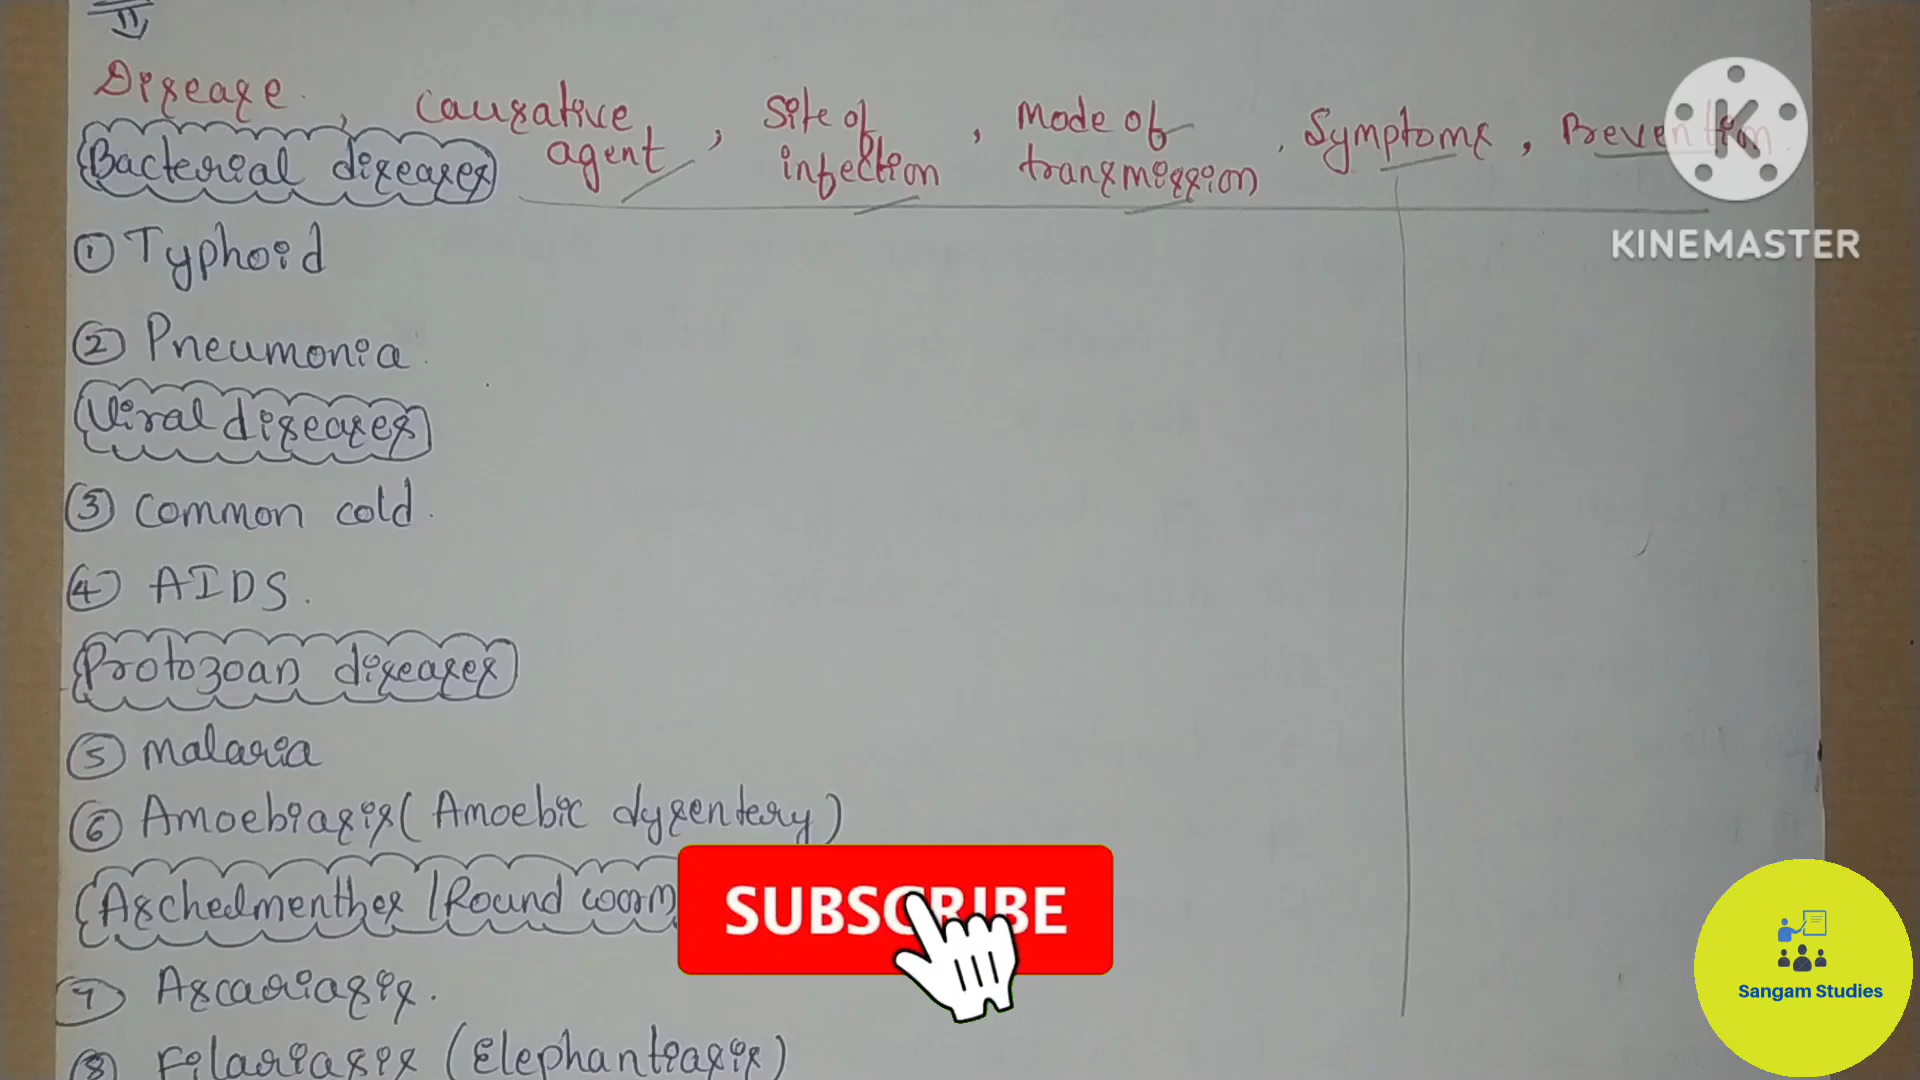 II
Disease, Causative agent, Site of infection, Mode of transmission, Symptoms, Prevention
Bacterial diseases
① Typhoid
② Pneumonia
Viral diseases
③ Common cold.
④ AIDS.
Protozoan diseases
⑤ Malaria
⑥ Amoebiasis (Amoebic dysentery)
Aschedmenthes / Round worm
⑦ Ascariasis.
⑧ Filariasis (Elephantiasis)
KINEMASTER
SUBSCRIBE
Sangam Studies